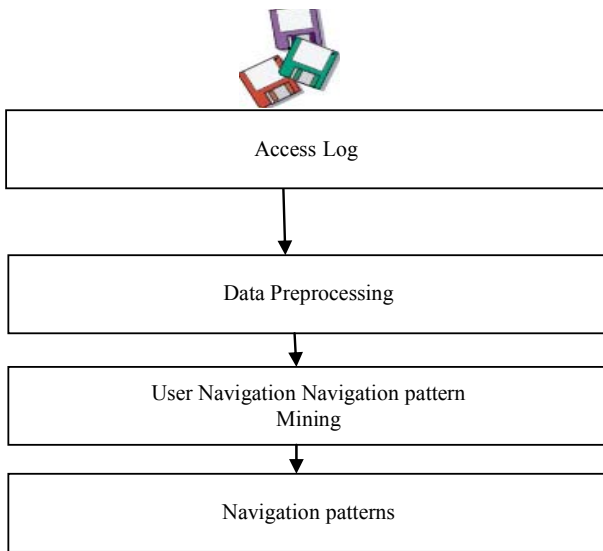 Access Log
Data Preprocessing
User Navigation Navigation pattern
Mining
Navigation patterns